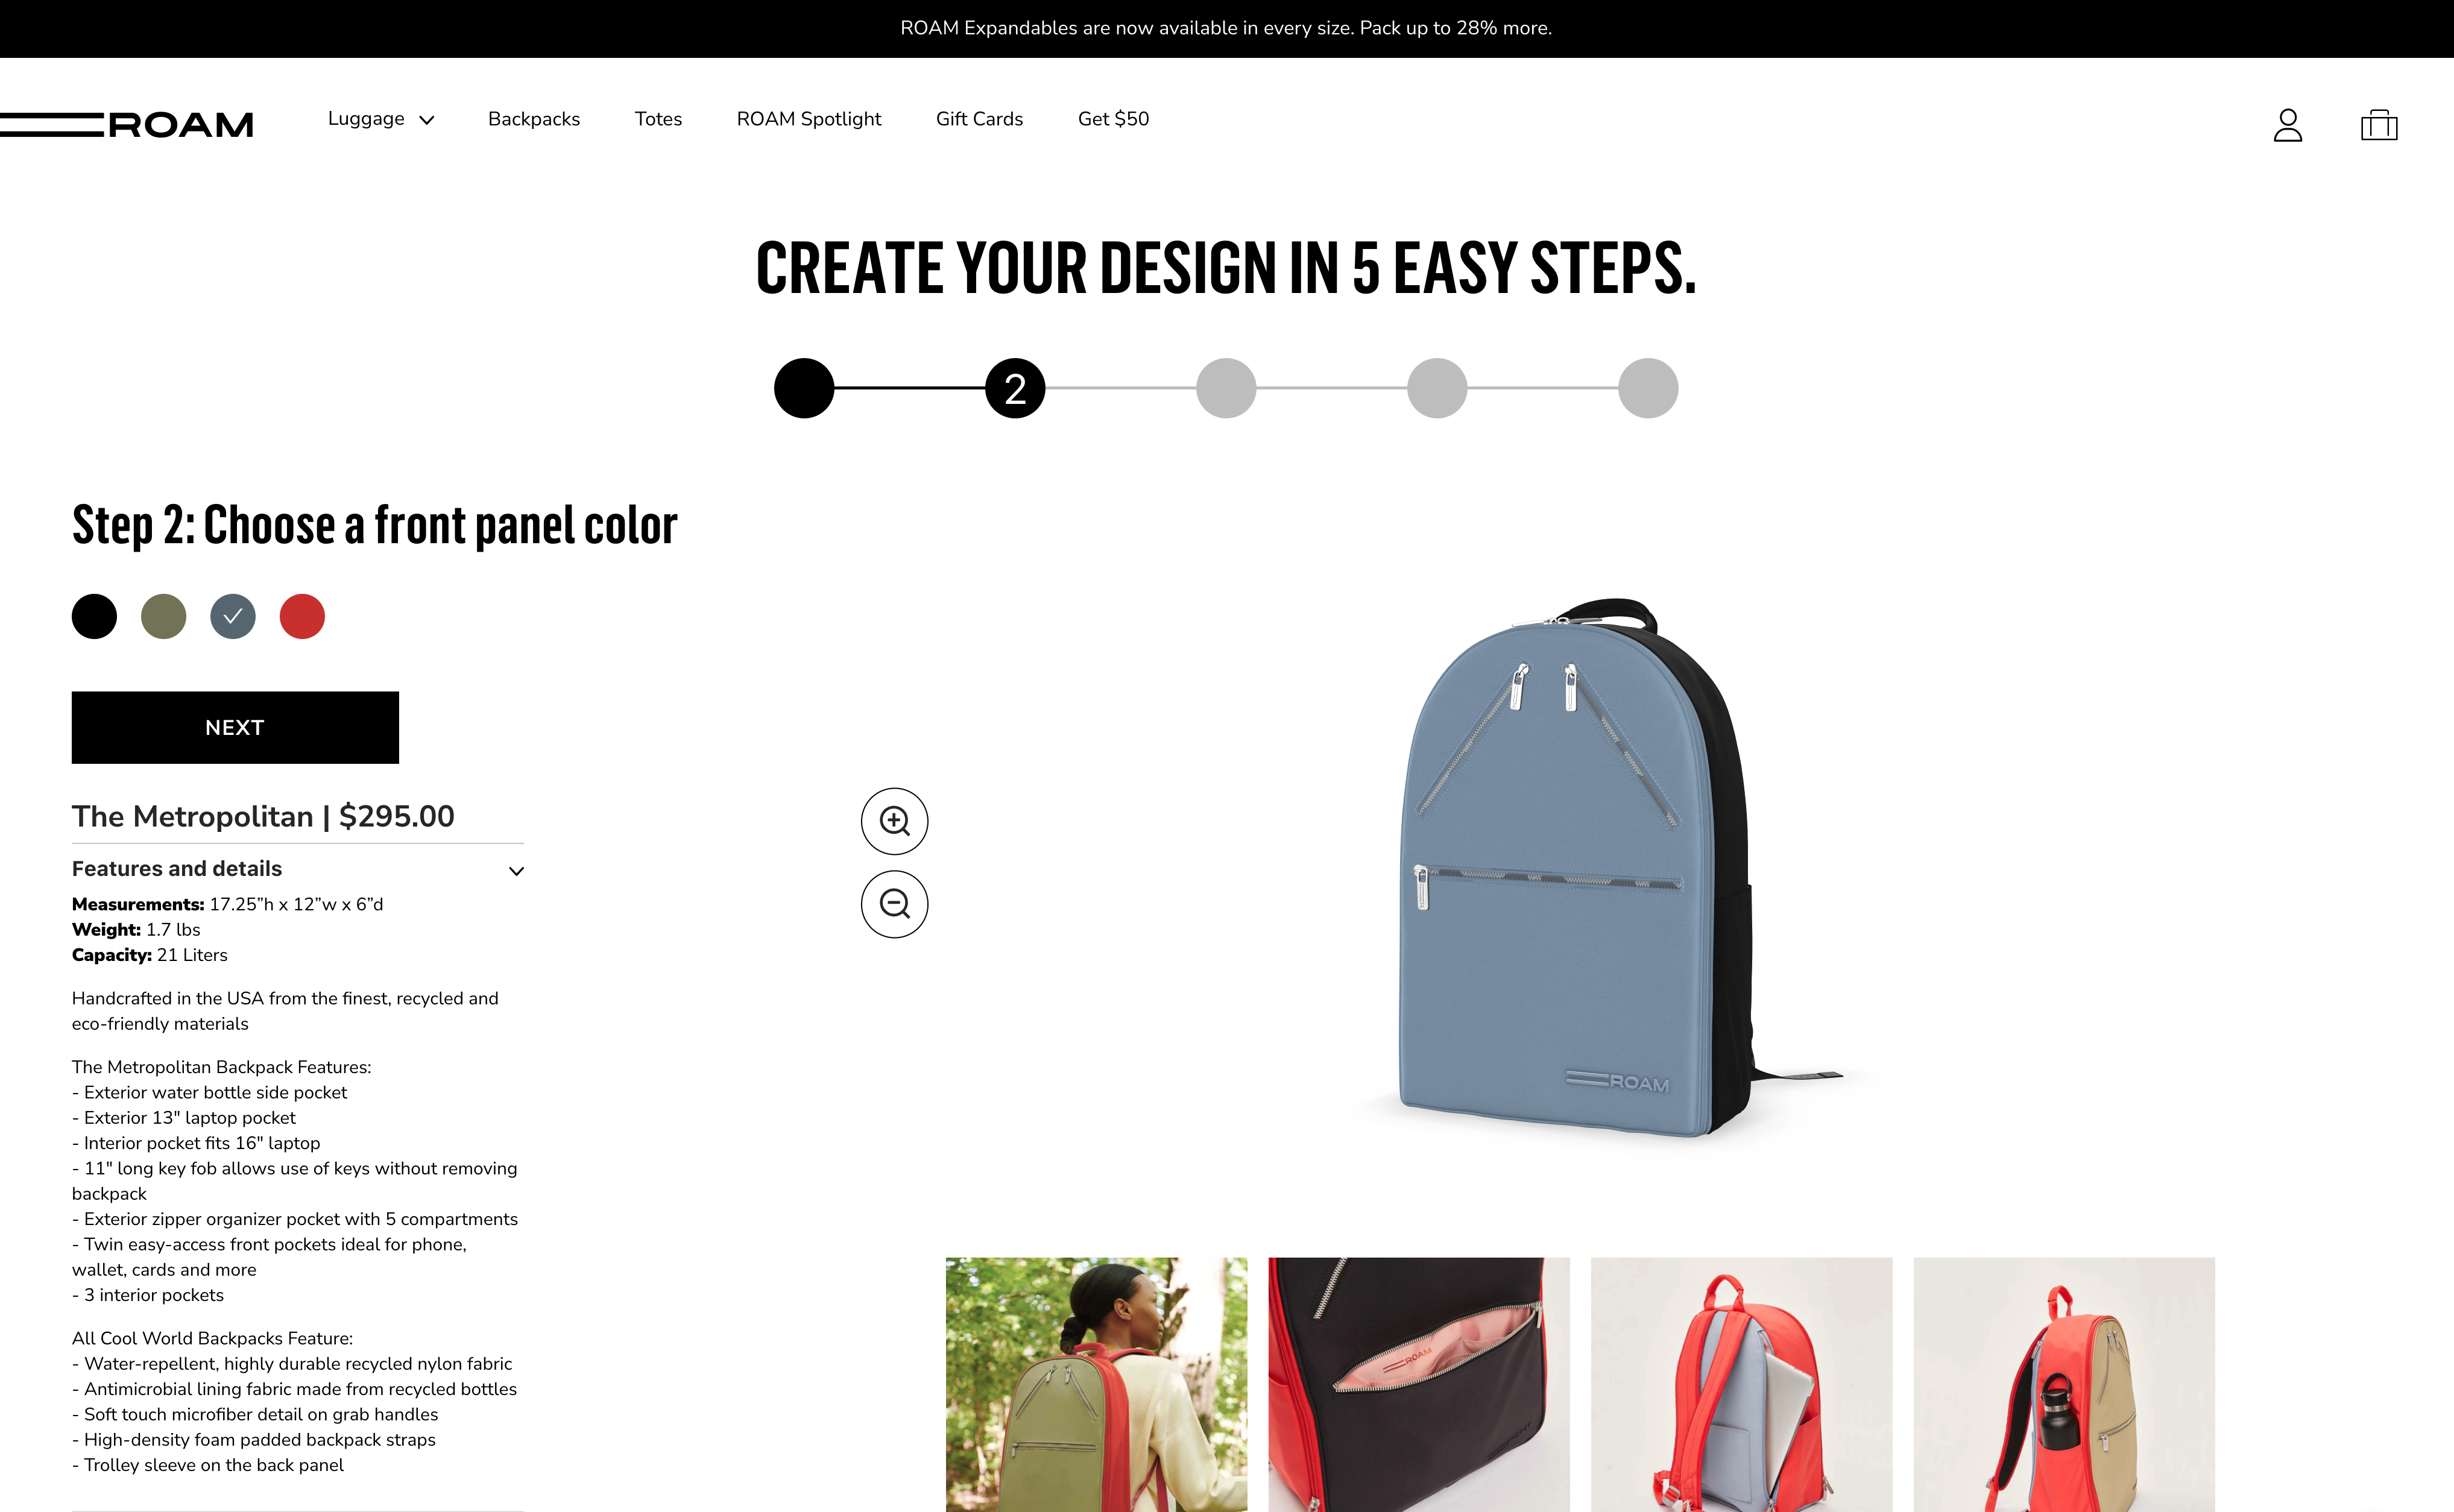 ROAM Expandables are now available in every size. Pack up to 28% more.
ROAM
Luggage
Backpacks
Totes
ROAM Spotlight
Gift Cards
Get $50
CREATE YOUR DESIGN IN 5 EASY STEPS.
2
Step 2: Choose a front panel color
NEXT
The Metropolitan | $295.00
Features and details
Measurements: 17.25”h x 12”w x 6”d
Weight: 1.7 lbs
Capacity: 21 Liters
Handcrafted in the USA from the finest, recycled and
eco-friendly materials
The Metropolitan Backpack Features:
- Exterior water bottle side pocket
- Exterior 13" laptop pocket
- Interior pocket fits 16" laptop
- 11" long key fob allows use of keys without removing
backpack
- Exterior zipper organizer pocket with 5 compartments
- Twin easy-access front pockets ideal for phone,
wallet, cards and more
- 3 interior pockets
All Cool World Backpacks Feature:
- Water-repellent, highly durable recycled nylon fabric
- Antimicrobial lining fabric made from recycled bottles
- Soft touch microfiber detail on grab handles
- High-density foam padded backpack straps
- Trolley sleeve on the back panel
ROAM
ROAM